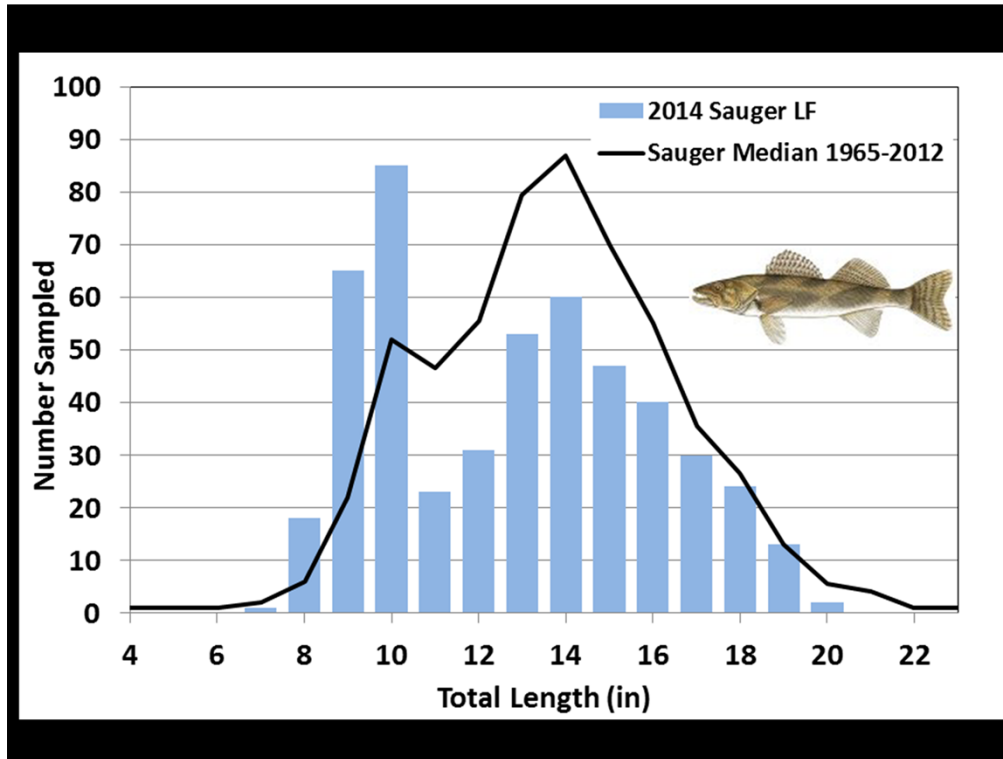 100
90
80
70
60
50
40
30
20
10
0
Number Sampled
2014 Sauger LF
Sauger Median 1965-2012
4 6 8 10 12 14 16 18 20 22
Total Length (in)